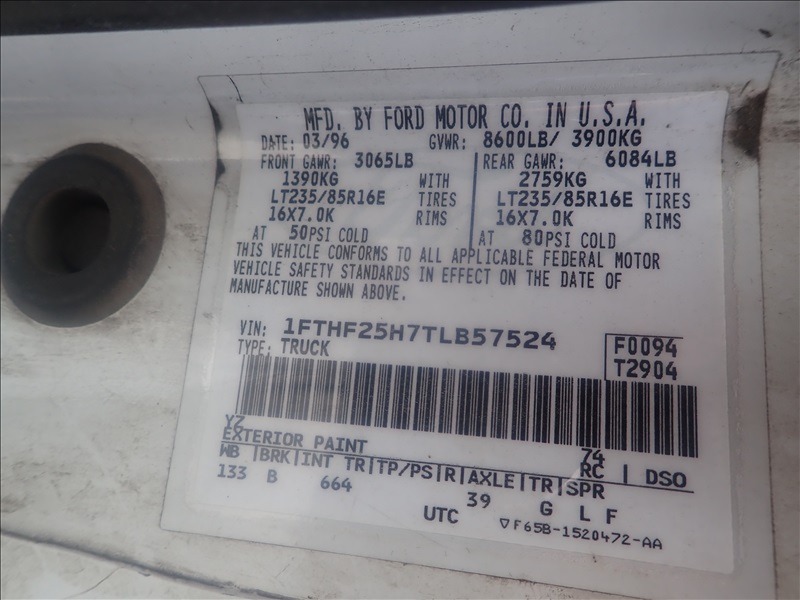 MFD. BY FORD MOTOR CO. IN U.S.A.
DATE: 03/96 GVWR: 8600LB/ 3900KG
FRONT GAWR: 3065LB REAR GAWR: 6084LB
1390KG WITH 2759KG WITH
LT235/85R16E TIRES LT235/85R16E TIRES
16X7.0K RIMS 16X7.0K RIMS
AT 50PSI COLD AT 80PSI COLD
THIS VEHICLE CONFORMS TO ALL APPLICABLE FEDERAL MOTOR
VEHICLE SAFETY STANDARDS IN EFFECT ON THE DATE OF
MANUFACTURE SHOWN ABOVE.
VIN: 1FTHF25H7TLB57524 F0094
TYPE: TRUCK T2904
YZ 74
EXTERIOR PAINT RC | DSO
WB |BRK|INT TR|TP/PS|R|AXLE|TR|SPR
133 B 664 39 G L F
UTC ▽F65B-1520472-AA